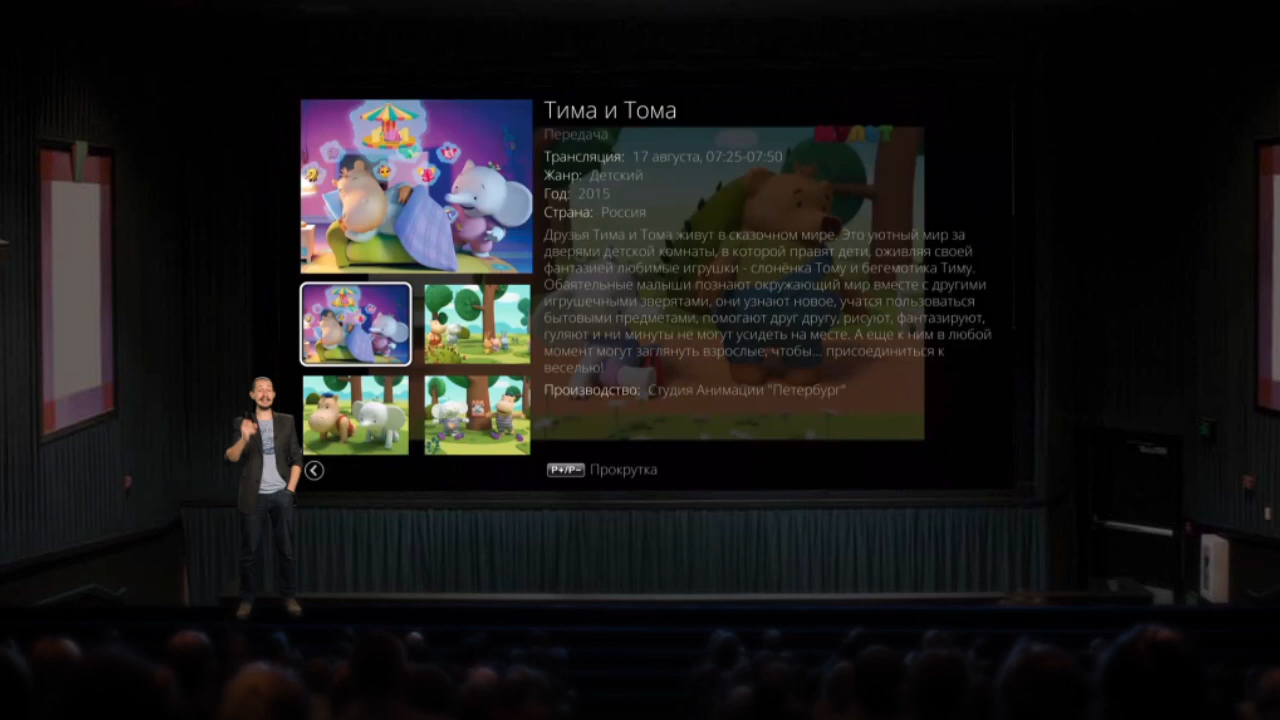 Тима и Тома
Передача
Трансляция: 17 августа, 07:25-07:50
Жанр: Детский
Год: 2015
Страна: Россия
Друзья Тима и Тома живут в сказочном мире. Это уютный мир за
дверями детской комнаты, в которой правят дети, оживляя своей
фантазией любимые игрушки - слонёнка Тому и бегемотика Тиму.
Обаятельные малыши познают окружающий мир вместе с другими
игрушечными зверятами, они узнают новое, учатся пользоваться
бытовыми предметами, помогают друг другу, рисуют, фантазируют,
гуляют и ни минуты не могут усидеть на месте. А еще к ним в любой
момент могут заглянуть взрослые, чтобы... присоединиться к
веселью!
Производство: Студия Анимации "Петербург"
P+/P- Прокрутка